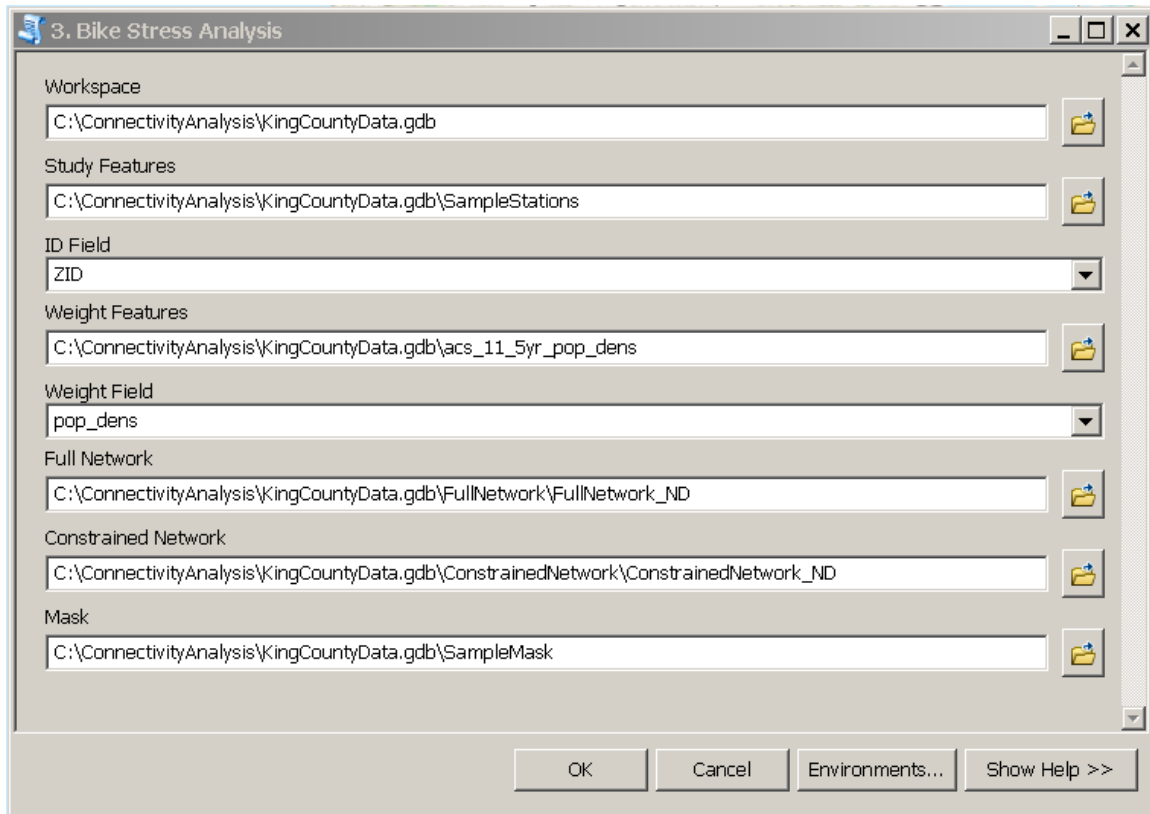 3. Bike Stress Analysis
Workspace
C:\ConnectivityAnalysis\KingCountyData.gdb
Study Features
C:\ConnectivityAnalysis\KingCountyData.gdb\SampleStations
ID Field
ZID
Weight Features
C:\ConnectivityAnalysis\KingCountyData.gdb\acs_11_5yr_pop_dens
Weight Field
pop_dens
Full Network
C:\ConnectivityAnalysis\KingCountyData.gdb\FullNetwork\FullNetwork_ND
Constrained Network
C:\ConnectivityAnalysis\KingCountyData.gdb\ConstrainedNetwork\ConstrainedNetwork_ND
Mask
C:\ConnectivityAnalysis\KingCountyData.gdb\SampleMask
OK Cancel Environments... Show Help >>